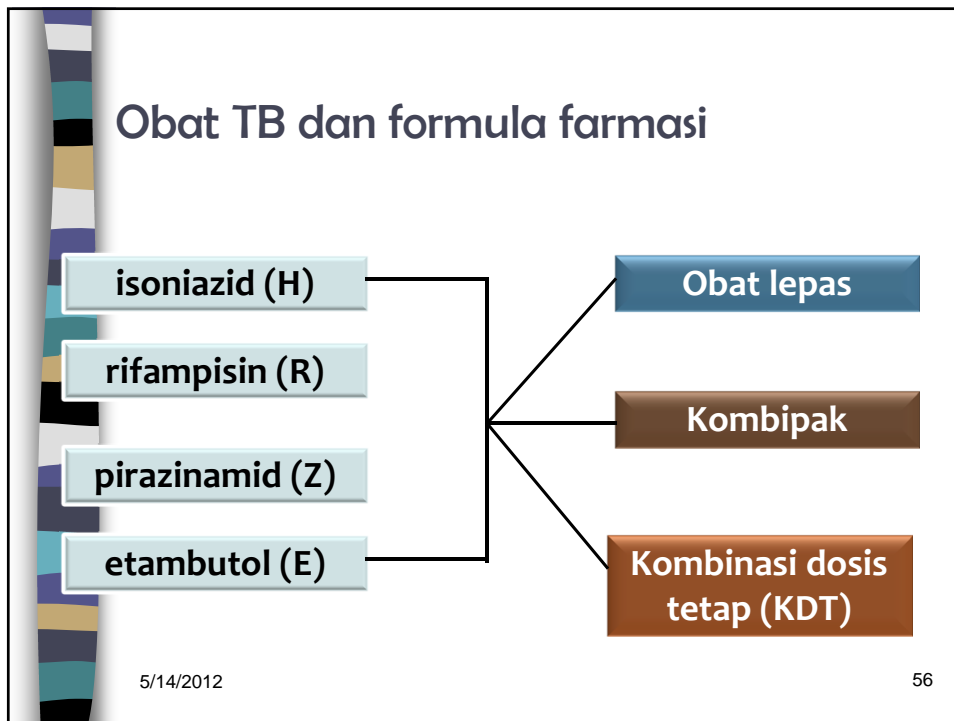 Obat TB dan formula farmasi
isoniazid (H)
rifampisin (R)
pirazinamid (Z)
etambutol (E)
Obat lepas
Kombipak
Kombinasi dosis
tetap (KDT)
5/14/2012
56